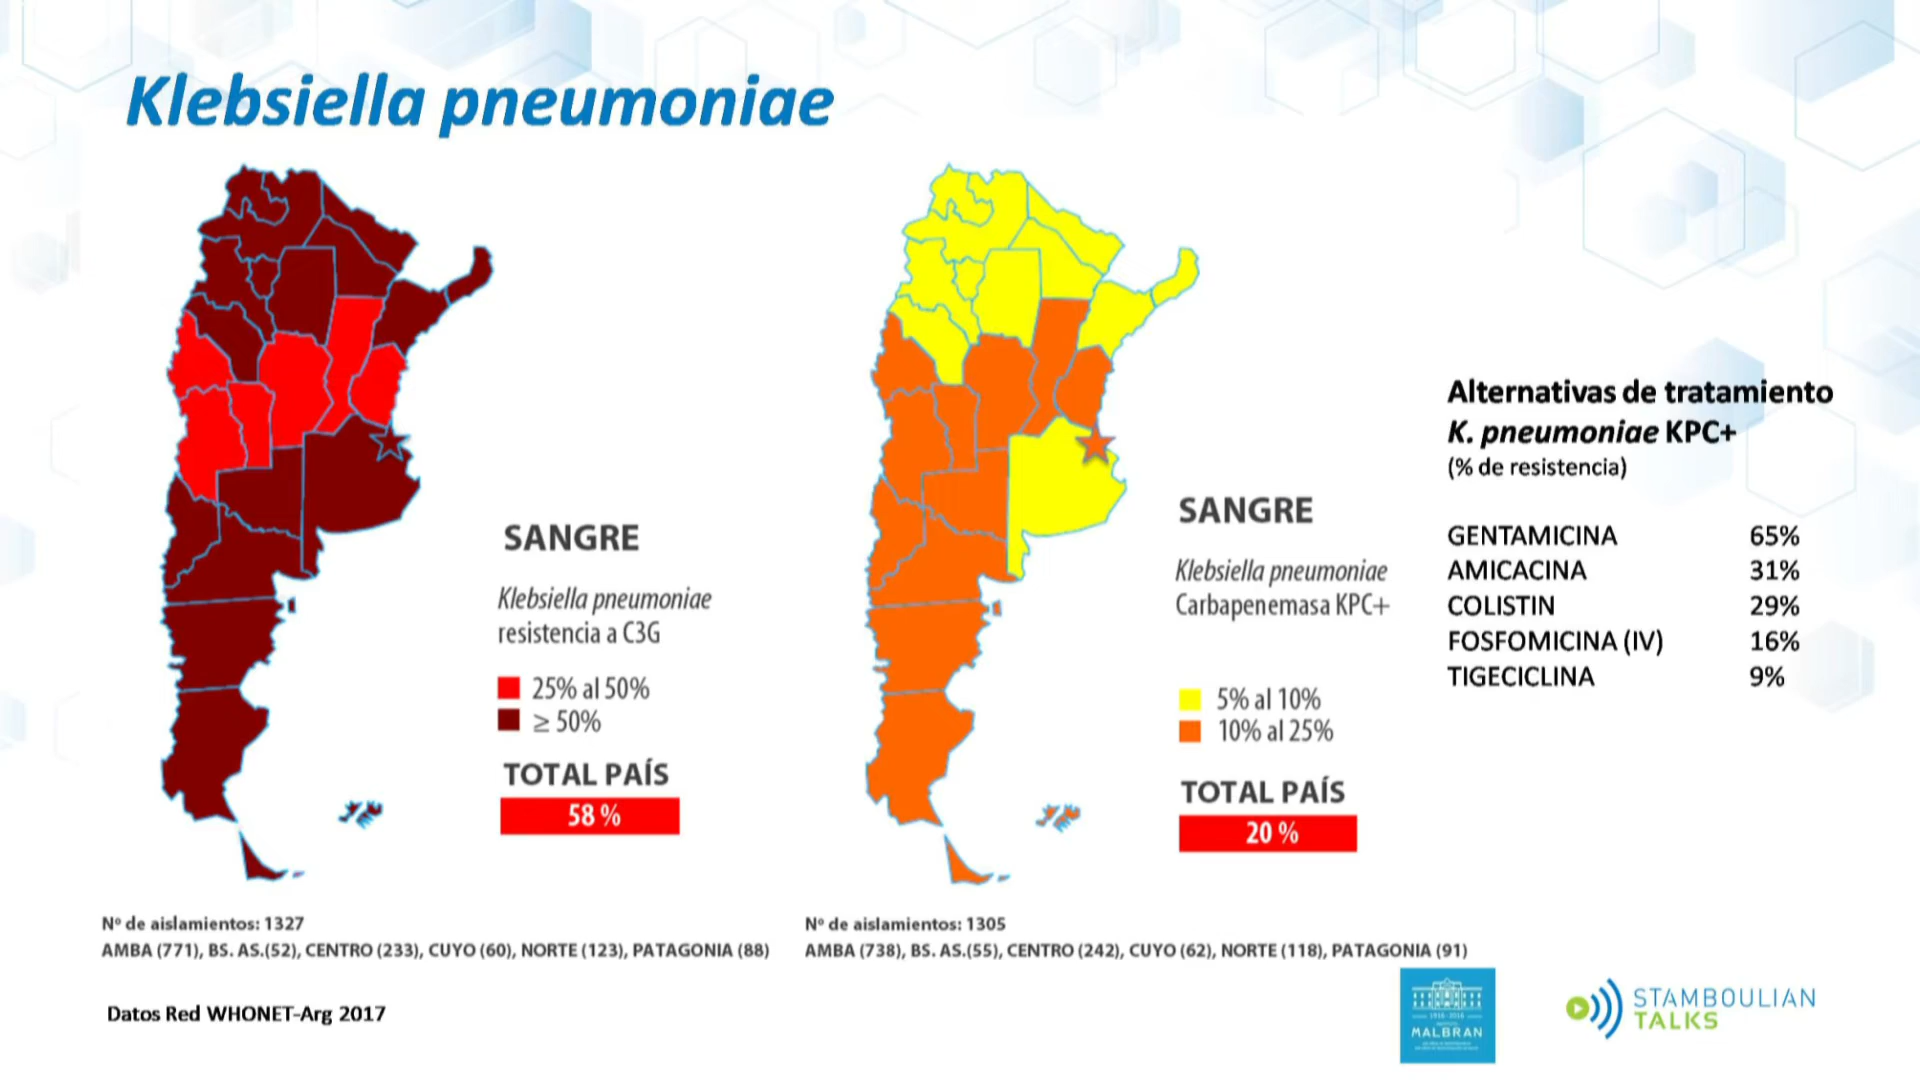 Klebsiella pneumoniae
SANGRE
Klebsiella pneumoniae
resistencia a C3G
25% al 50%
≥ 50%
TOTAL PAÍS
58 %
Nº de aislamientos: 1327
AMBA (771), BS. AS.(52), CENTRO (233), CUYO (60), NORTE (123), PATAGONIA (88)
SANGRE
Klebsiella pneumoniae
Carbapenemasa KPC+
5% al 10%
10% al 25%
TOTAL PAÍS
20 %
Nº de aislamientos: 1305
AMBA (738), BS. AS.(55), CENTRO (242), CUYO (62), NORTE (118), PATAGONIA (91)
Alternativas de tratamiento
K. pneumoniae KPC+
(% de resistencia)
GENTAMICINA 65%
AMICACINA 31%
COLISTIN 29%
FOSFOMICINA (IV) 16%
TIGECICLINA 9%
Datos Red WHONET-Arg 2017
1916 - 2016
MALBRAN
STAMBOULIAN
TALKS